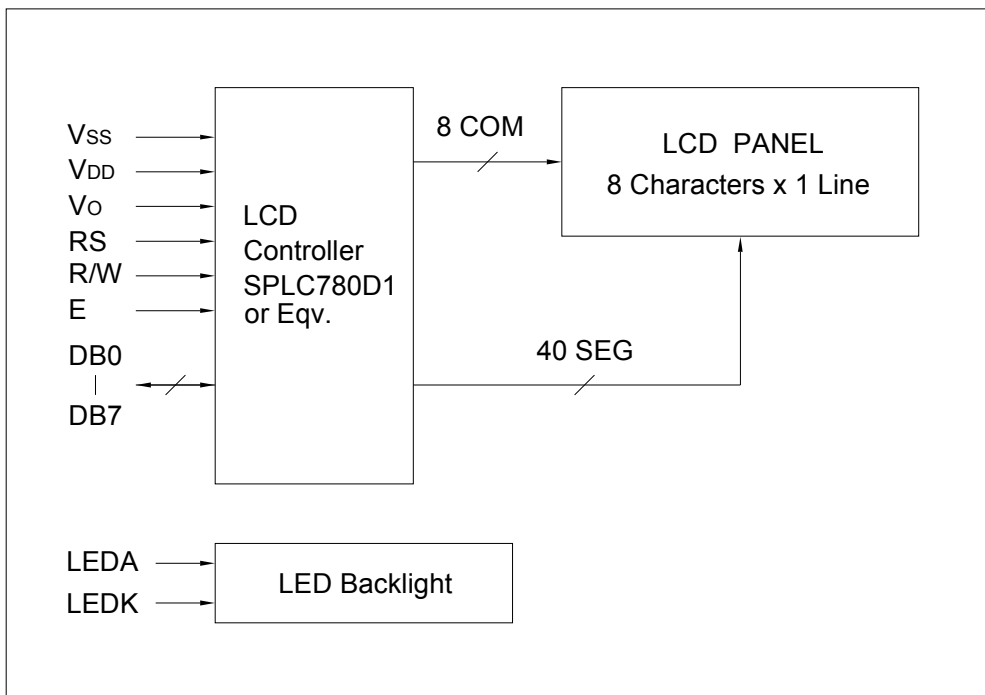 VSS
VDD
VO
RS
R/W
E
DB0
DB7
LCD
Controller
SPLC780D1
or Eqv.
8 COM
40 SEG
LCD PANEL
8 Characters x 1 Line
LEDA
LEDK
LED Backlight